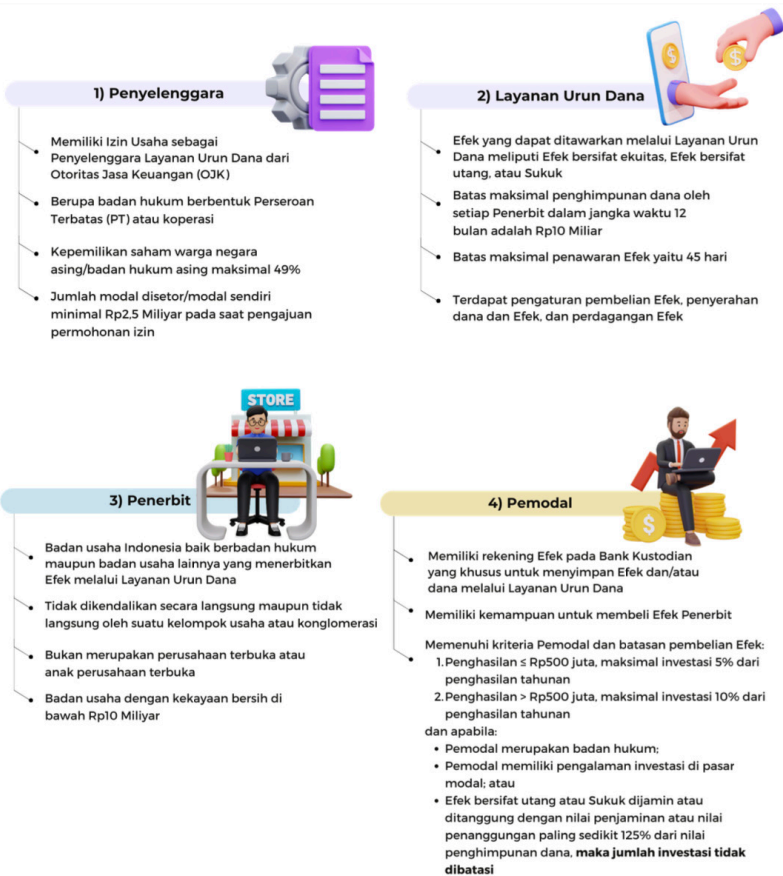 1) Penyelenggara
Memiliki Izin Usaha sebagai
Penyelenggara Layanan Urun Dana dari
Otoritas Jasa Keuangan (OJK)
Berupa badan hukum berbentuk Perseroan
Terbatas (PT) atau koperasi
Kepemilikan saham warga negara
asing/badan hukum asing maksimal 49%
Jumlah modal disetor/modal sendiri
minimal Rp2,5 Miliyar pada saat pengajuan
permohonan izin
2) Layanan Urun Dana
Efek yang dapat ditawarkan melalui Layanan Urun
Dana meliputi Efek bersifat ekuitas, Efek bersifat
utang, atau Sukuk
Batas maksimal penghimpunan dana oleh
setiap Penerbit dalam jangka waktu 12
bulan adalah Rp10 Miliar
Batas maksimal penawaran Efek yaitu 45 hari
Terdapat pengaturan pembelian Efek, penyerahan
dana dan Efek, dan perdagangan Efek
STORE
3) Penerbit
Badan usaha Indonesia baik berbadan hukum
maupun badan usaha lainnya yang menerbitkan
Efek melalui Layanan Urun Dana
Tidak dikendalikan secara langsung maupun tidak
langsung oleh suatu kelompok usaha atau konglomerasi
Bukan merupakan perusahaan terbuka atau
anak perusahaan terbuka
Badan usaha dengan kekayaan bersih di
bawah Rp10 Miliyar
4) Pemodal
Memiliki rekening Efek pada Bank Kustodian
yang khusus untuk menyimpan Efek dan/atau
dana melalui Layanan Urun Dana
Memiliki kemampuan untuk membeli Efek Penerbit
Memenuhi kriteria Pemodal dan batasan pembelian Efek:
1. Penghasilan ≤ Rp500 juta, maksimal investasi 5% dari
penghasilan tahunan
2. Penghasilan > Rp500 juta, maksimal investasi 10% dari
penghasilan tahunan
dan apabila:
• Pemodal merupakan badan hukum;
• Pemodal memiliki pengalaman investasi di pasar
modal; atau
• Efek bersifat utang atau Sukuk dijamin atau
ditanggung dengan nilai penjaminan atau nilai
penanggungan paling sedikit 125% dari nilai
penghimpunan dana, maka jumlah investasi tidak
dibatasi